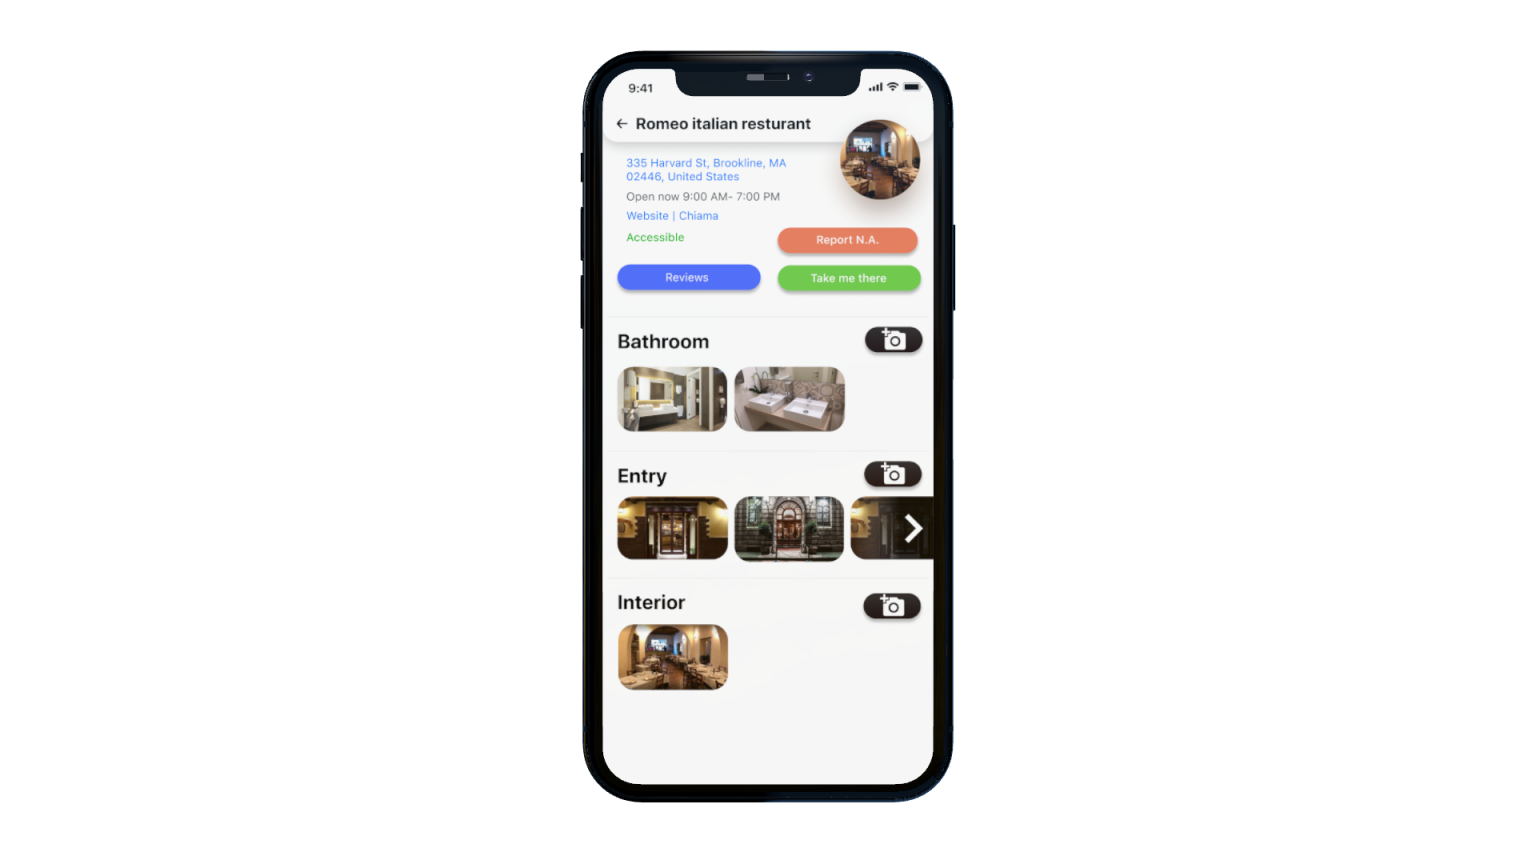 9:41
← Romeo italian resturant
335 Harvard St, Brookline, MA
02446, United States
Open now 9:00 AM- 7:00 PM
Website | Chiama
Accessible
Report N.A.
Reviews
Take me there
Bathroom
Entry
Interior